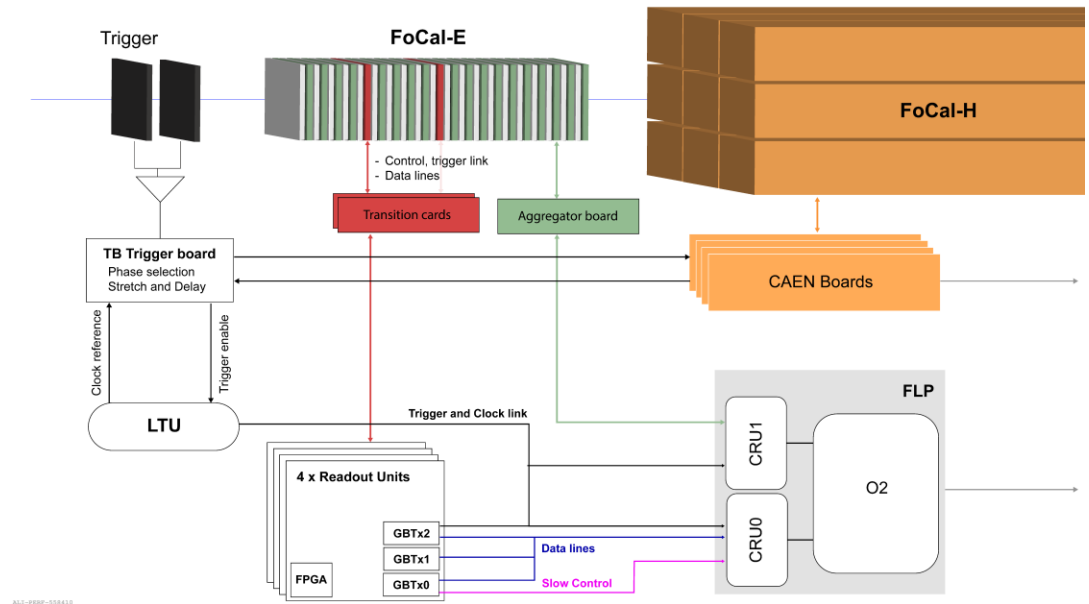 Trigger
FoCal-E
FoCal-H
- Control, trigger link
- Data lines
Transition cards
Aggregator board
TB Trigger board
Phase selection
Stretch and Delay
CAEN Boards
Clock reference
Trigger enable
LTU
Trigger and Clock link
FLP
CRU1
O2
CRU0
4 x Readout Units
GBTx2
GBTx1
GBTx0
FPGA
Data lines
Slow Control